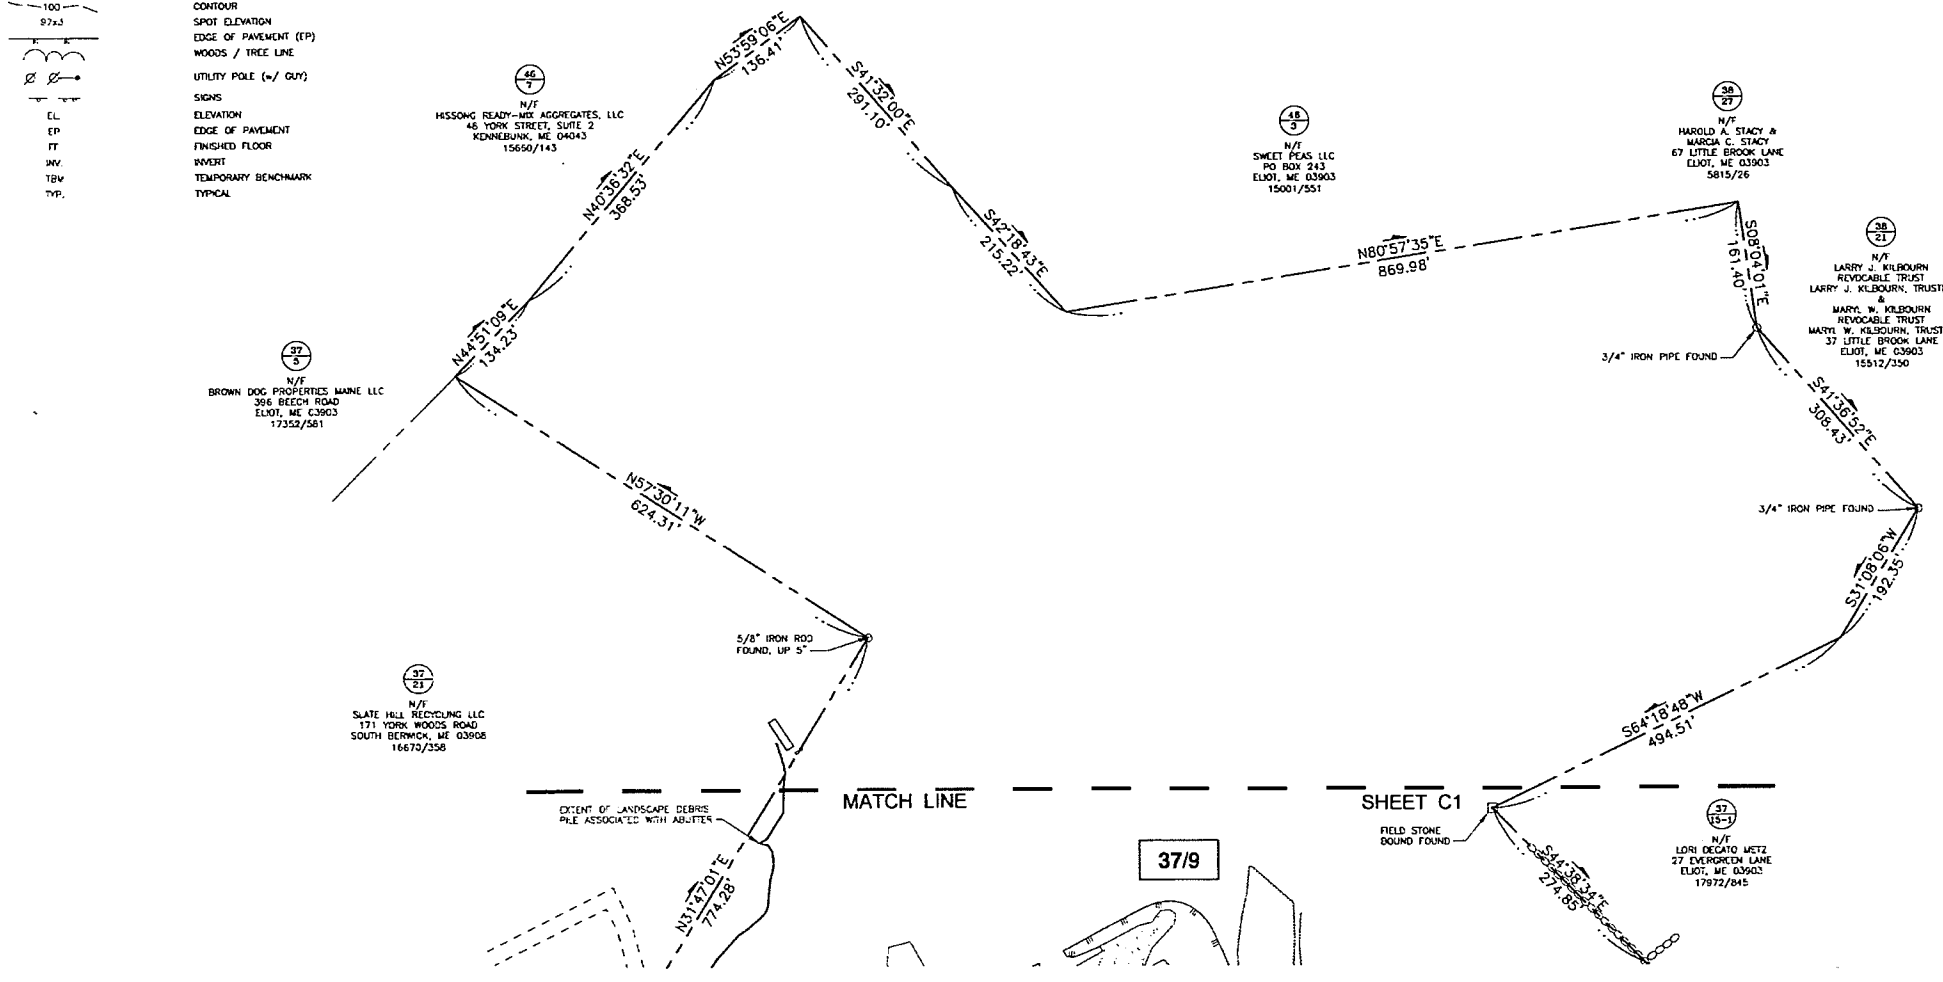 100
CONTOUR
97x3
SPOT ELEVATION
EDGE OF PAVEMENT (EP)
WOODS / TREE LINE
UTILITY POLE (w/ GUY)
SIGNS
EL
ELEVATION
EP
EDGE OF PAVEMENT
FF
FINISHED FLOOR
INV.
INVERT
TBM
TEMPORARY BENCHMARK
TYP.
TYPICAL
46
7
N/F
HISSONG READY-MIX AGGREGATES, LLC
46 YORK STREET, SUITE 2
KENNEBUNK, ME 04043
15660/143
N53°59'06"E
136.41'
S41°32'00"E
291.10'
N40°36'32"E
368.53'
S42°18'43"E
215.22'
46
3
N/F
SWEET PEAS LLC
PO BOX 243
ELIOT, ME 03903
15001/551
38
27
N/F
HAROLD A. STACY &
MARCIA C. STACY
67 LITTLE BROOK LANE
ELIOT, ME 03903
5815/26
N80°57'35"E
869.98'
S08°04'01"E
161.40'
38
21
N/F
LARRY J. KILBOURN
REVOCABLE TRUST
LARRY J. KILBOURN, TRUST
&
MARYL W. KILBOURN
REVOCABLE TRUST
MARYL W. KILBOURN, TRUST
37 LITTLE BROOK LANE
ELIOT, ME 03903
15512/350
3/4" IRON PIPE FOUND
N44°51'09"E
134.23'
37
5
N/F
BROWN DOG PROPERTIES MAINE LLC
396 BEECH ROAD
ELIOT, ME 03903
17352/581
S41°36'52"E
308.43'
3/4" IRON PIPE FOUND
N57°30'11"W
624.31'
S31°08'06"W
192.35'
5/8" IRON ROD
FOUND, UP 5"
37
21
N/F
SLATE HILL RECYCLING LLC
171 YORK WOODS ROAD
SOUTH BERWICK, ME 03908
16670/358
S64°18'48"W
494.51'
MATCH LINE
SHEET C1
EXTENT OF LANDSCAPE DEBRIS
PILE ASSOCIATED WITH ABUTTER
FIELD STONE
BOUND FOUND
37
15-1
N/F
LORI DECATO METZ
27 EVERGREEN LANE
ELIOT, ME 03903
17972/845
37/9
N31°47'01"E
774.28'
S44°38'34"E
274.85'